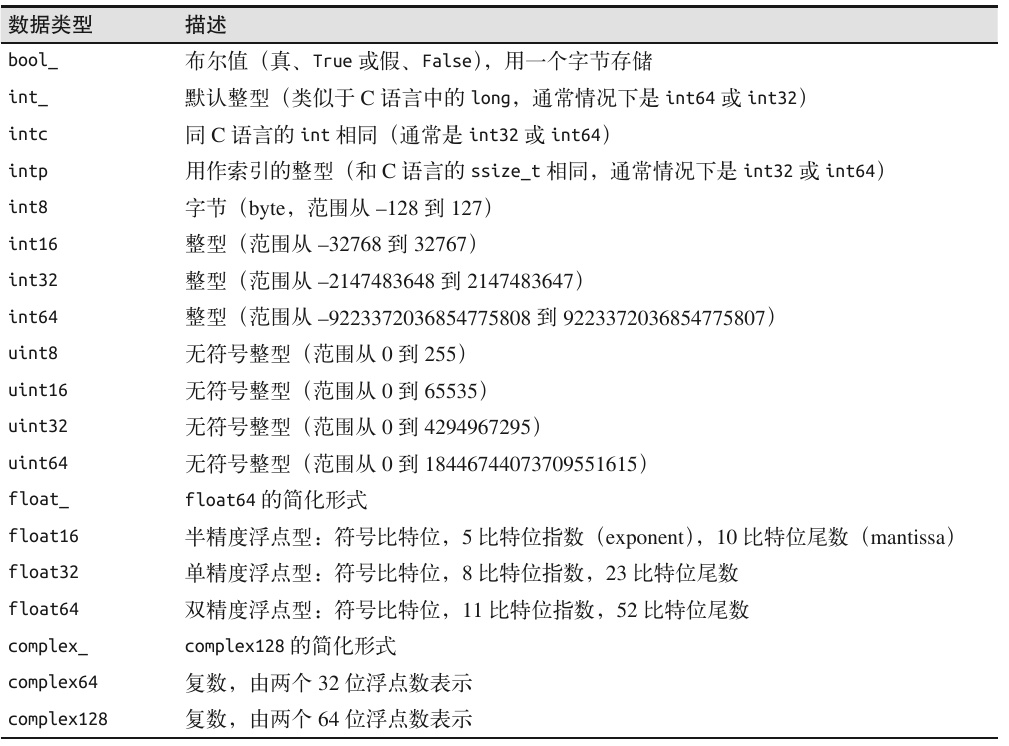 数据类型 描述
bool_ 布尔值（真、True 或假、False），用一个字节存储
int_ 默认整型（类似于 C 语言中的 long，通常情况下是 int64 或 int32）
intc 同 C 语言的 int 相同（通常是 int32 或 int64）
intp 用作索引的整型（和 C 语言的 ssize_t 相同，通常情况下是 int32 或 int64）
int8 字节（byte，范围从 –128 到 127）
int16 整型（范围从 –32768 到 32767）
int32 整型（范围从 –2147483648 到 2147483647）
int64 整型（范围从 –9223372036854775808 到 9223372036854775807）
uint8 无符号整型（范围从 0 到 255）
uint16 无符号整型（范围从 0 到 65535）
uint32 无符号整型（范围从 0 到 4294967295）
uint64 无符号整型（范围从 0 到 18446744073709551615）
float_ float64 的简化形式
float16 半精度浮点型：符号比特位，5 比特位指数（exponent），10 比特位尾数（mantissa）
float32 单精度浮点型：符号比特位，8 比特位指数，23 比特位尾数
float64 双精度浮点型：符号比特位，11 比特位指数，52 比特位尾数
complex_ complex128 的简化形式
complex64 复数，由两个 32 位浮点数表示
complex128 复数，由两个 64 位浮点数表示